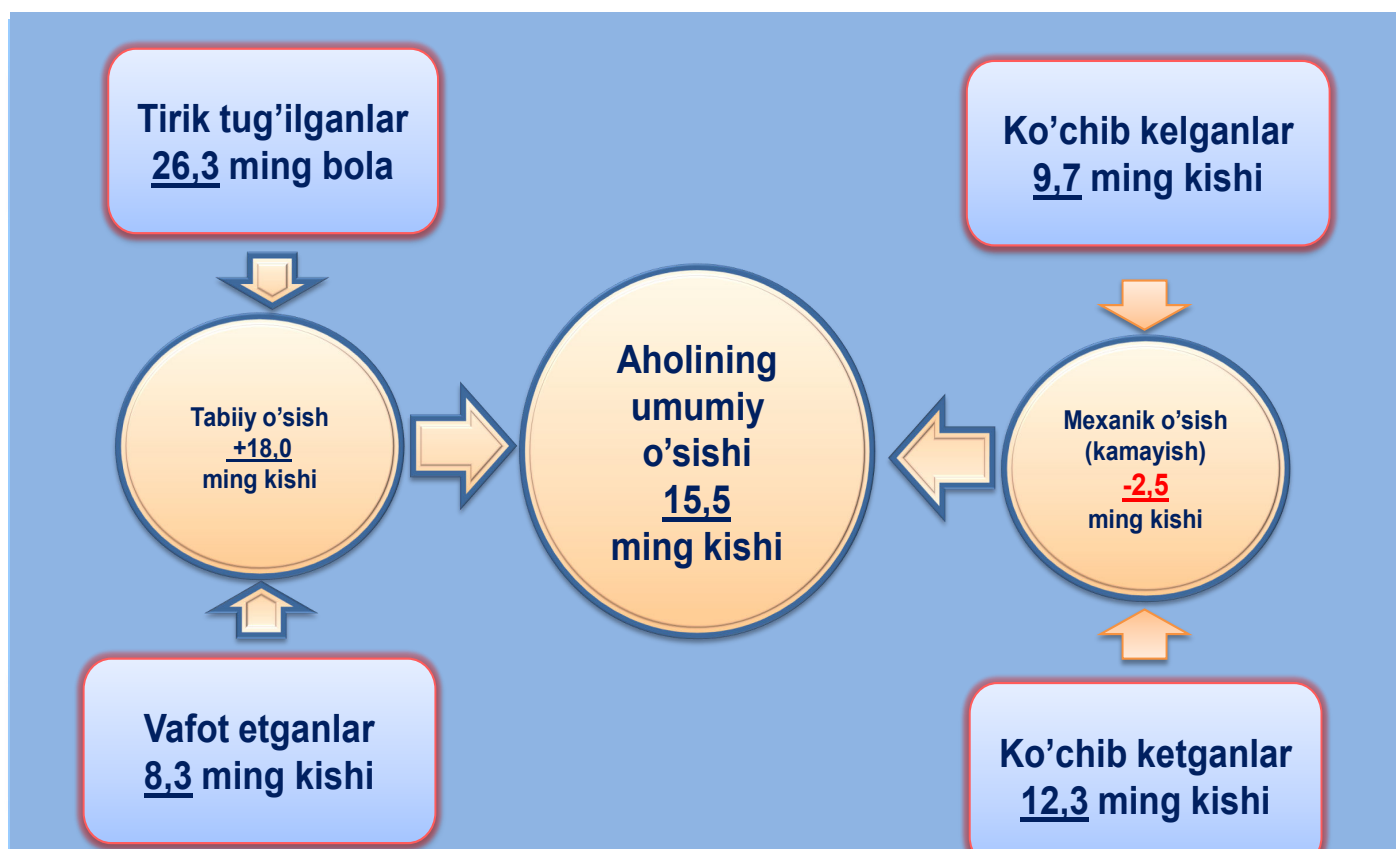 Tirik tug’ilganlar
26,3 ming bola
Ko’chib kelganlar
9,7 ming kishi
Tabiiy o’sish
+18,0
ming kishi
Aholining
umumiy
o’sishi
15,5
ming kishi
Mexanik o’sish
(kamayish)
-2,5
ming kishi
Vafot etganlar
8,3 ming kishi
Ko’chib ketganlar
12,3 ming kishi